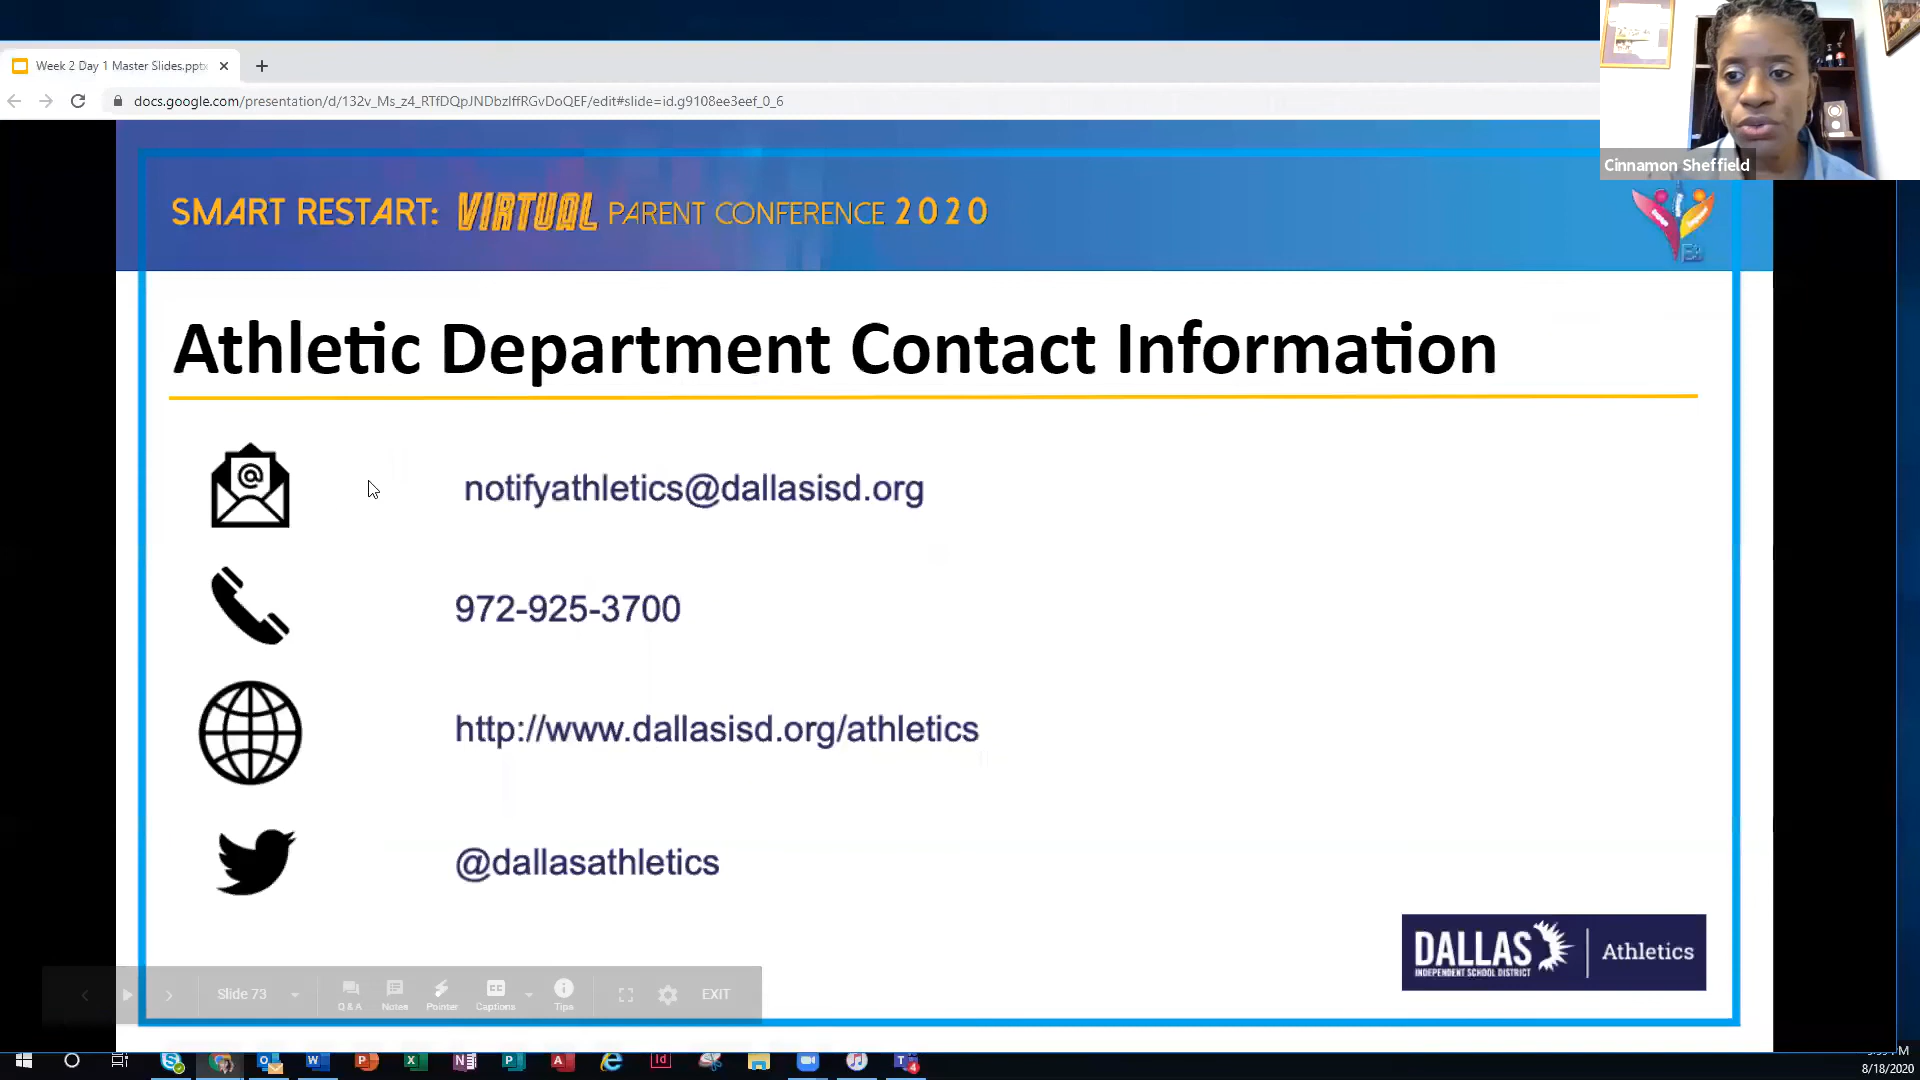 Week 2 Day 1 Master Slides.pptx
docs.google.com/presentation/d/132v_Ms_z4_RTfDQpJNDbzlffRGvDoQEF/edit#slide=id.g9108ee3eef_0_6
Cinnamon Sheffield
SMART RESTART: VIRTUAL PARENT CONFERENCE 2020
Athletic Department Contact Information
notifyathletics@dallasisd.org
972-925-3700
http://www.dallasisd.org/athletics
@dallasathletics
DALLAS
INDEPENDENT SCHOOL DISTRICT
Athletics
Slide 73
Q & A
Notes
Pointer
Captions
Tips
EXIT
8/18/2020